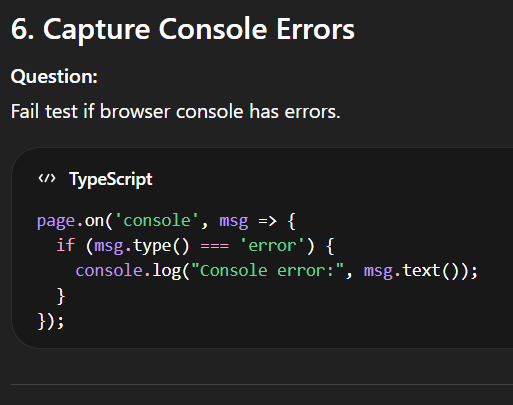 6. Capture Console Errors
Question:
Fail test if browser console has errors.
</> TypeScript
page.on('console', msg => {
  if (msg.type() === 'error') {
    console.log("Console error:", msg.text());
  }
});